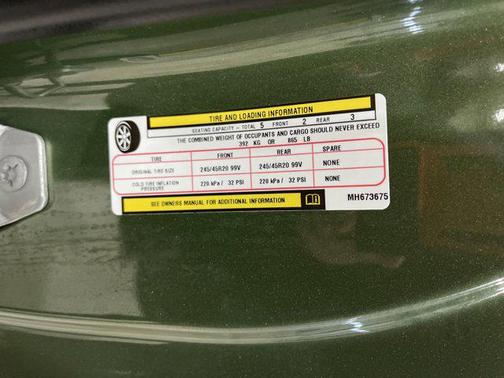 TIRE AND LOADING INFORMATION
SEATING CAPACITY - TOTAL 5 FRONT 2 REAR 3
THE COMBINED WEIGHT OF OCCUPANTS AND CARGO SHOULD NEVER EXCEED
392 KG OR 865 LB
TIRE FRONT REAR SPARE
ORIGINAL TIRE SIZE 245/45R20 99V 245/45R20 99V NONE
COLD TIRE INFLATION PRESSURE 220 kPa / 32 PSI 220 kPa / 32 PSI NONE
SEE OWNERS MANUAL FOR ADDITIONAL INFORMATION
MH673675